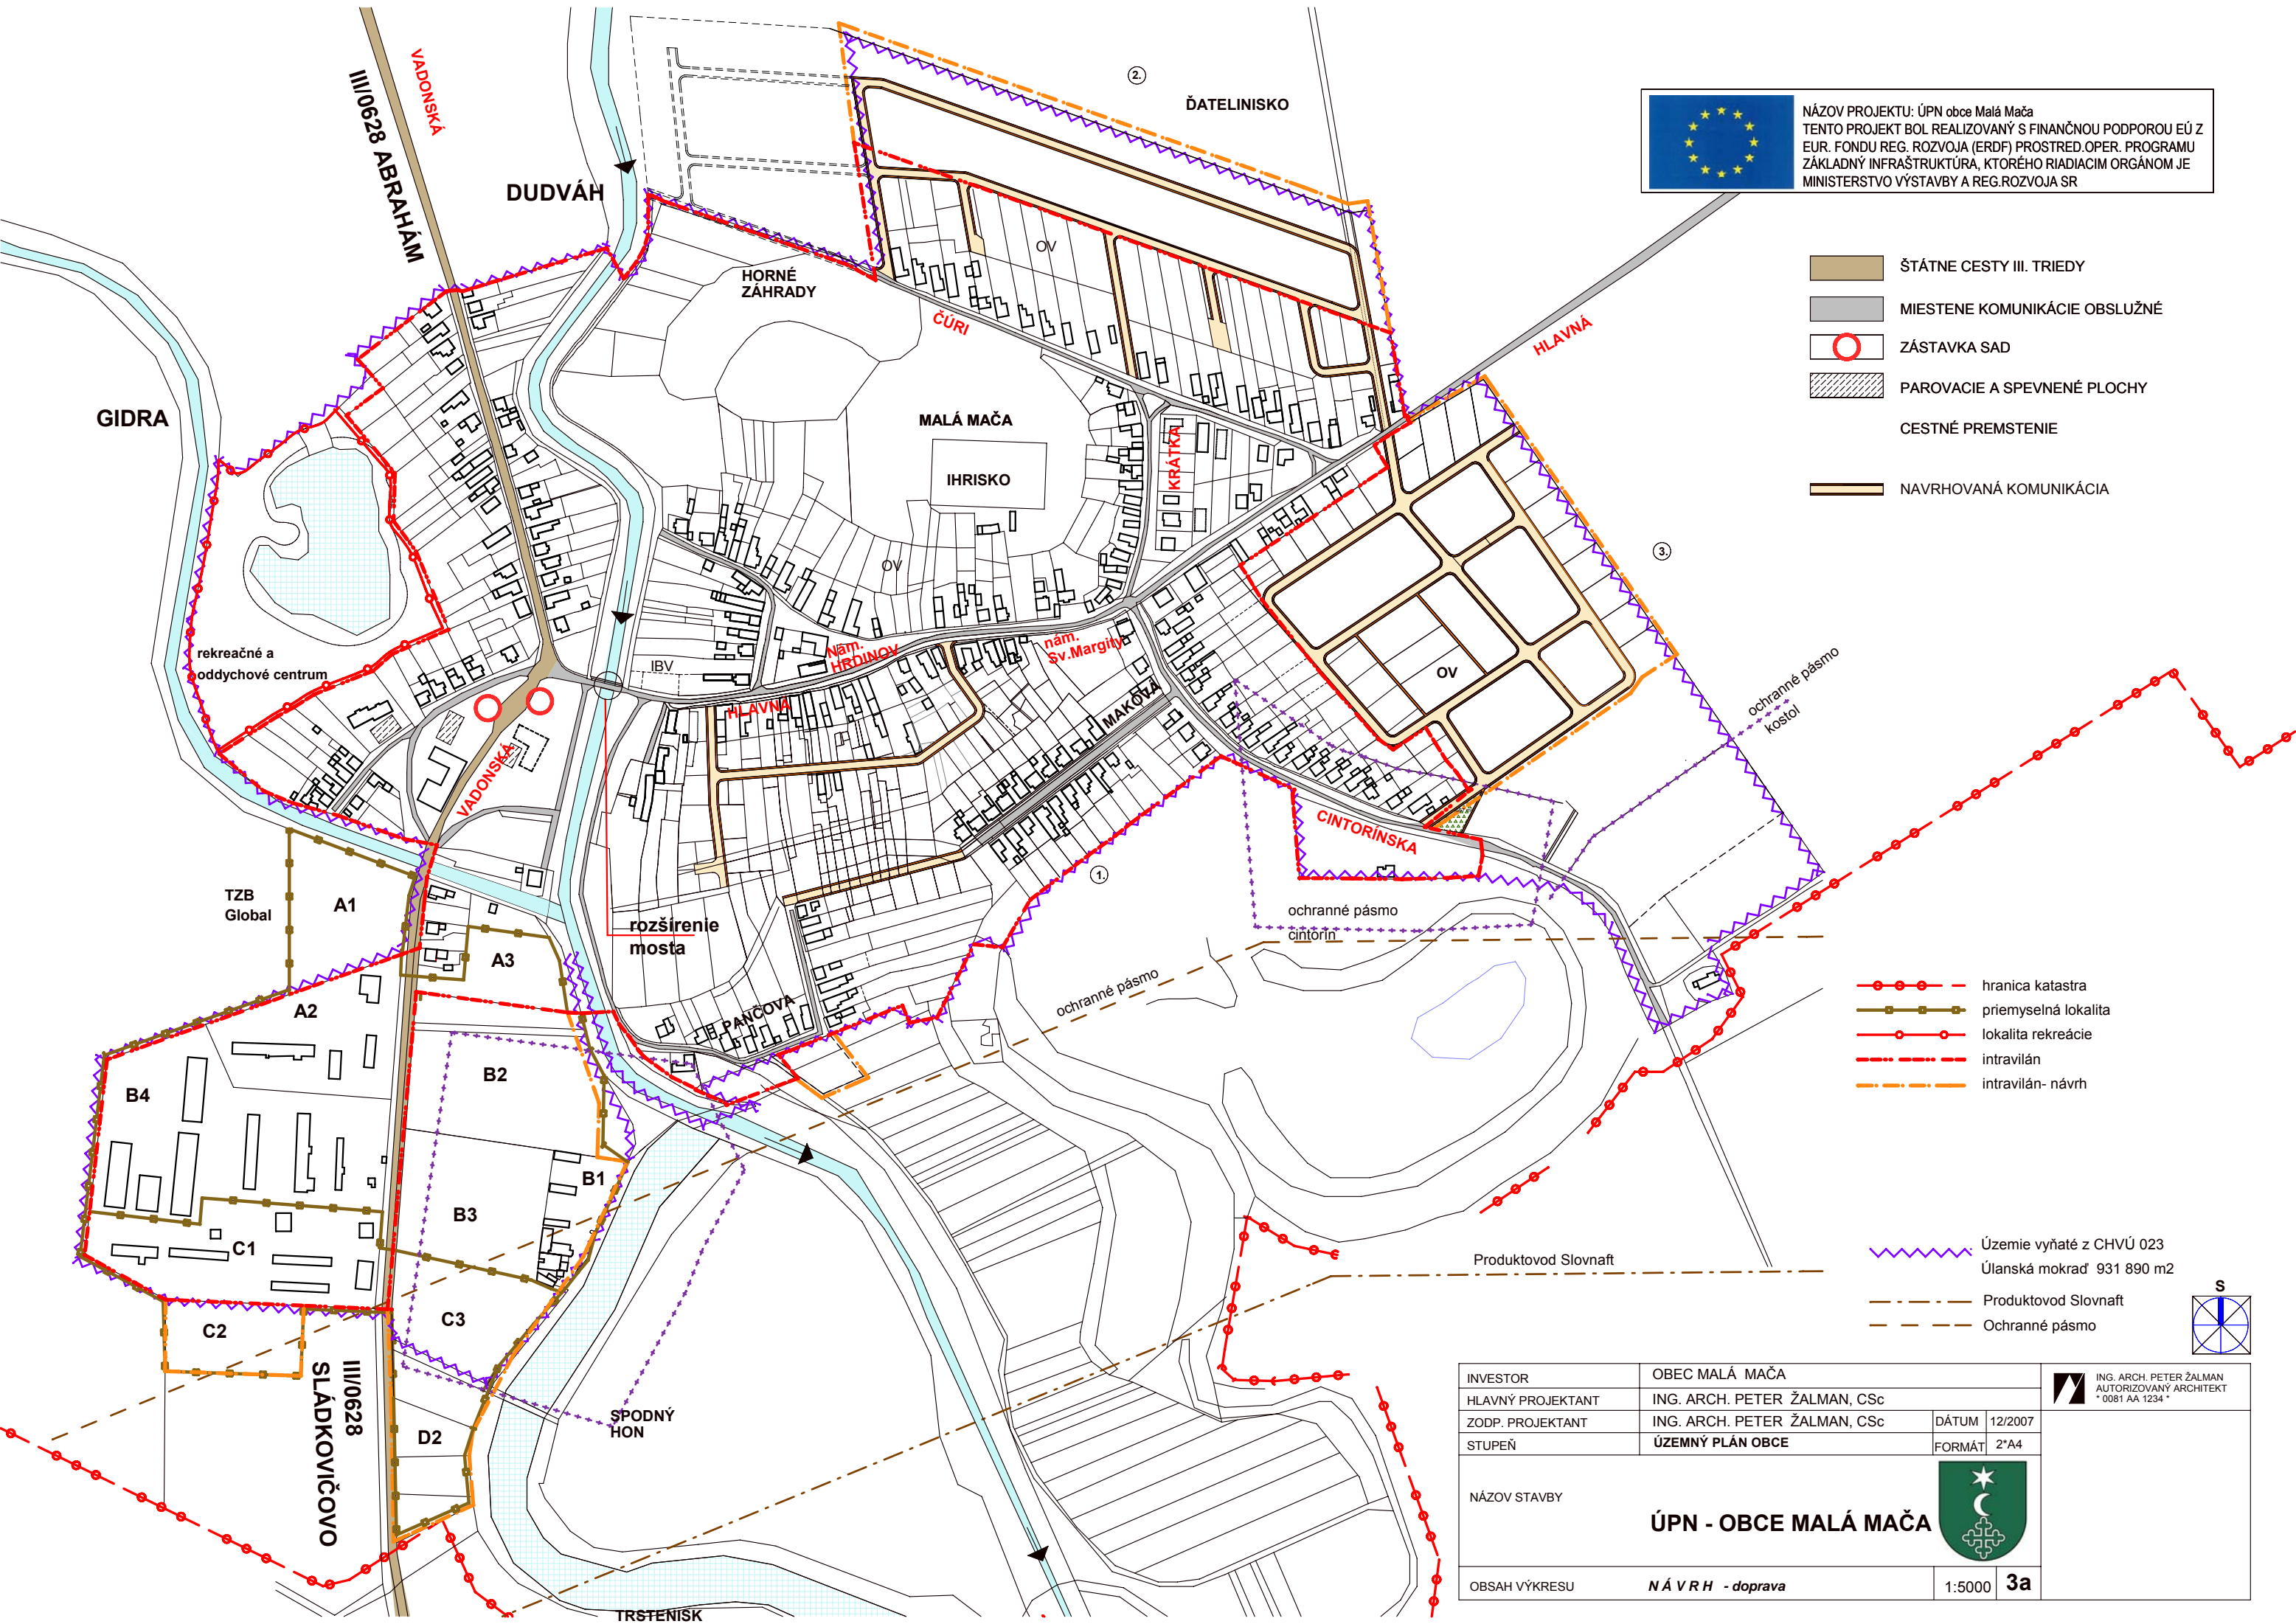 III/0628 ABRAHÁM
VADONSKÁ
DUDVÁH
2.
ĎATELINISKO
NÁZOV PROJEKTU: ÚPN obce Malá Mača
TENTO PROJEKT BOL REALIZOVANÝ S FINANČNOU PODPOROU EÚ Z
EUR. FONDU REG. ROZVOJA (ERDF) PROSTRED.OPER. PROGRAMU
ZÁKLADNÝ INFRAŠTRUKTÚRA, KTORÉHO RIADIACIM ORGÁNOM JE
MINISTERSTVO VÝSTAVBY A REG.ROZVOJA SR
ŠTÁTNE CESTY III. TRIEDY
MIESTENE KOMUNIKÁCIE OBSLUŽNÉ
ZÁSTAVKA SAD
PAROVACIE A SPEVNENÉ PLOCHY
CESTNÉ PREMSTENIE
NAVRHOVANÁ KOMUNIKÁCIA
HORNÉ
ZÁHRADY
OV
ČÚRI
HLAVNÁ
GIDRA
MALÁ MAČA
IHRISKO
KRÁTKA
OV
3.
rekreačné a
oddychové centrum
IBV
Nám.
HRDINOV
nám.
Sv.Margity
HLAVNÁ
MAKOVÁ
OV
ochranné pásmo
kostol
VADONSKÁ
CINTORÍNSKA
1.
TZB
Global
A1
A3
rozšírenie
mosta
ochranné pásmo
cintorín
ochranné pásmo
A2
PANČOVA
B4
B2
B1
B3
C1
C3
C2
III/0628
SLÁDKOVIČOVO
D2
SPODNÝ
HON
TRSTENISK
Produktovod Slovnaft
hranica katastra
priemyselná lokalita
lokalita rekreácie
intravilán
intravilán- návrh
Územie vyňaté z CHVÚ 023
Úlanská mokraď 931 890 m2
Produktovod Slovnaft
Ochranné pásmo
S
INVESTOR OBEC MALÁ MAČA
HLAVNÝ PROJEKTANT ING. ARCH. PETER ŽALMAN, CSc
ZODP. PROJEKTANT ING. ARCH. PETER ŽALMAN, CSc DÁTUM 12/2007
STUPEŇ ÚZEMNÝ PLÁN OBCE FORMÁT 2*A4
ING. ARCH. PETER ŽALMAN
AUTORIZOVANÝ ARCHITEKT
* 0081 AA 1234 *
NÁZOV STAVBY
ÚPN - OBCE MALÁ MAČA
OBSAH VÝKRESU N Á V R H - doprava 1:5000 3a